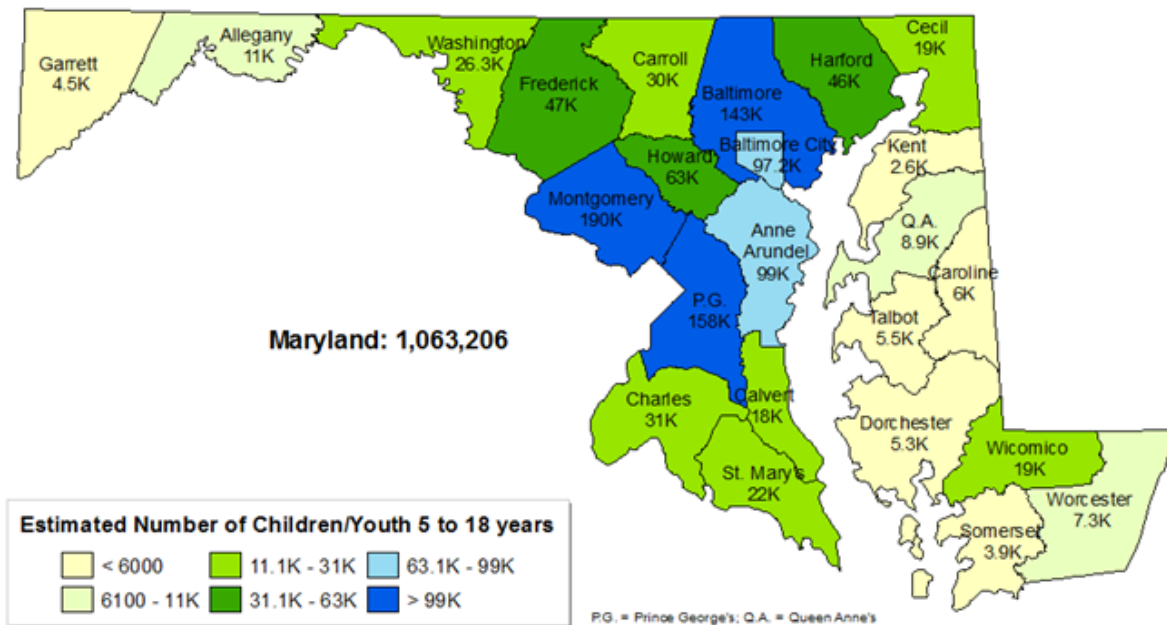 Garrett
4.5K
Allegany
11K
Washington
26.3K
Frederick
47K
Carroll
30K
Baltimore
143K
Harford
46K
Cecil
19K
Baltimore City
97.2K
Howard
63K
Montgomery
190K
Anne
Arundel
99K
P.G.
158K
Kent
2.6K
Q.A.
8.9K
Caroline
6K
Talbot
5.5K
Maryland: 1,063,206
Charles
31K
Calvert
18K
St. Mary's
22K
Dorchester
5.3K
Wicomico
19K
Worcester
7.3K
Somerset
3.9K
Estimated Number of Children/Youth 5 to 18 years
< 6000 11.1K - 31K 63.1K - 99K
6100 - 11K 31.1K - 63K > 99K
P.G. = Prince George's; Q.A. = Queen Anne's